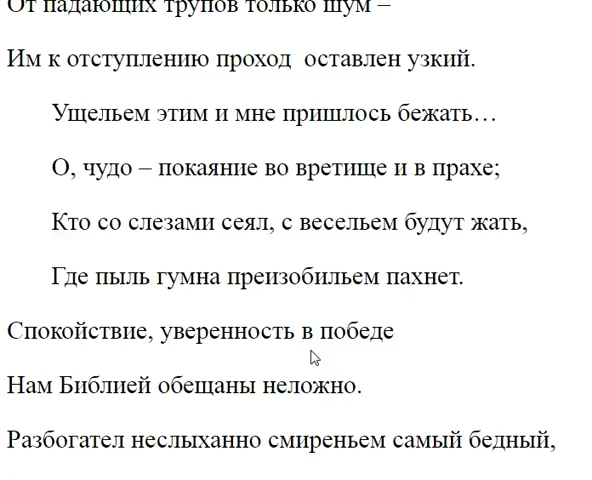 От падающих трупов только шум –
Им к отступлению проход  оставлен узкий.
Ущельем этим и мне пришлось бежать…
О, чудо – покаяние во вретище и в прахе;
Кто со слезами сеял, с весельем будут жать,
Где пыль гумна преизобильем пахнет.
Спокойствие, уверенность в победе
Нам Библией обещаны неложно.
Разбогател неслыханно смиреньем самый бедный,